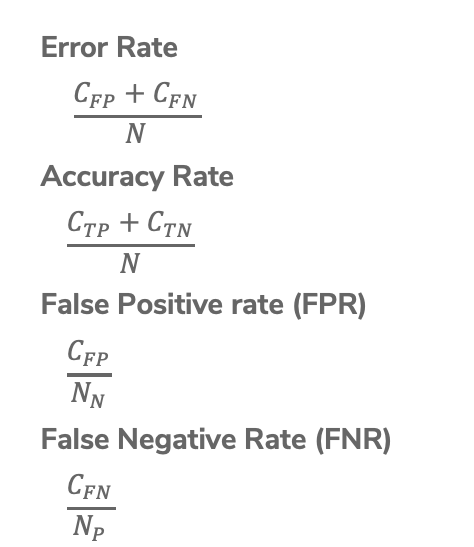 Error Rate
C_FP + C_FN
N
Accuracy Rate
C_TP + C_TN
N
False Positive rate (FPR)
C_FP
N_N
False Negative Rate (FNR)
C_FN
N_P